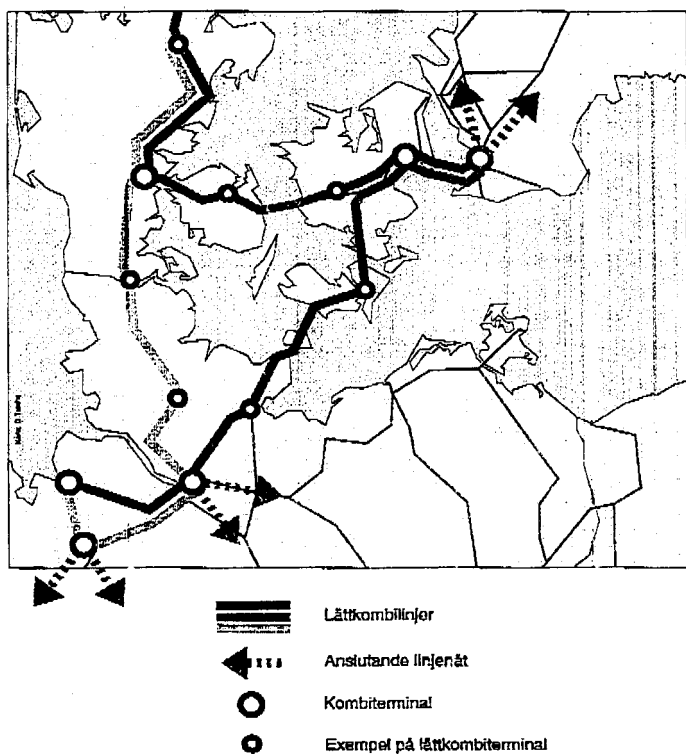 Lättkombilinjer
Anslutande linjenät
Kombiterminal
Exempel på lättkombiterminal